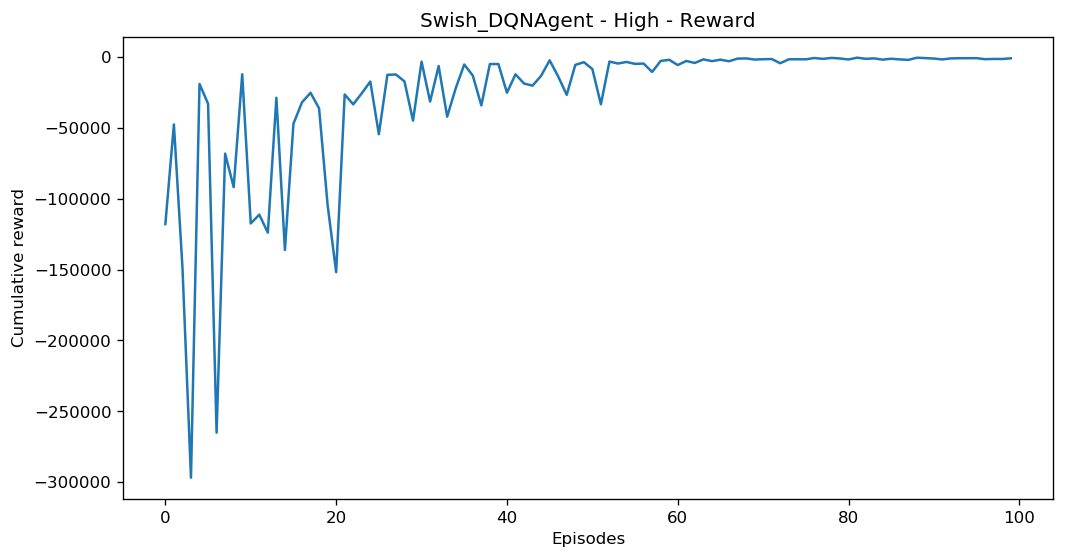 Swish_DQNAgent - High - Reward
Cumulative reward
0
−50000
−100000
−150000
−200000
−250000
−300000
0 20 40 60 80 100
Episodes